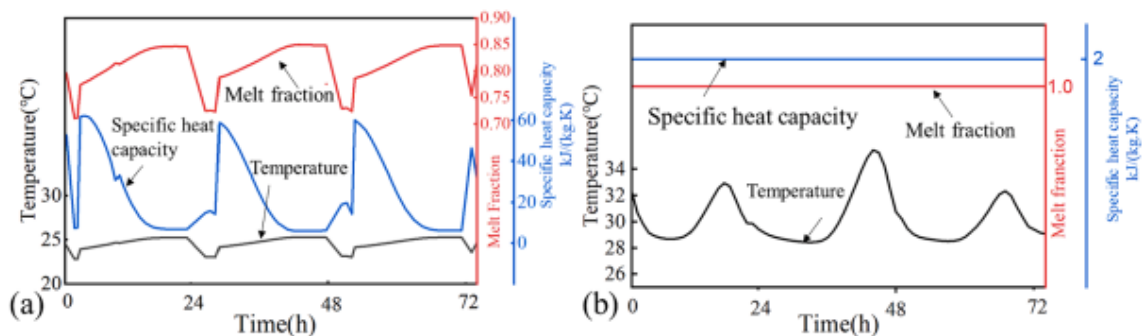 Temperature(℃)
30
25
20
0
24
48
72
Time(h)
(a)
Melt fraction
Specific heat
capacity
Temperature
0.90
0.85
0.80
0.75
0.70
Melt Fraction
60
40
20
0
Specific heat capacity
kJ/(kg.K)
Temperature(℃)
34
32
30
28
26
0
24
48
72
Time(h)
(b)
Specific heat capacity
Melt fraction
Temperature
1.0
Melt franction
2
Specific heat capacity
kJ/(kg.K)